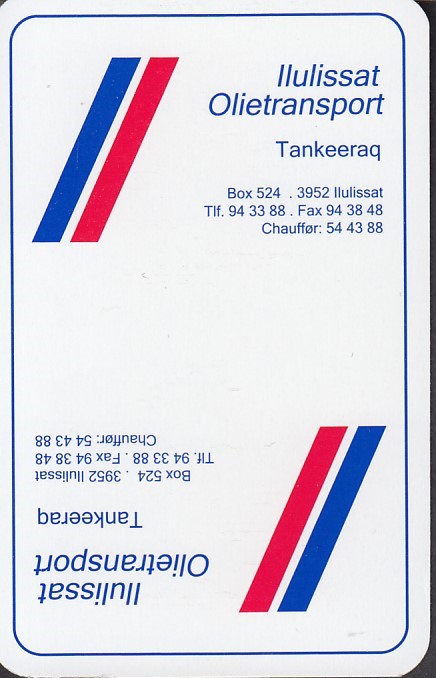 Ilulissat
Olietransport
Tankeeraq
Box 524 . 3952 Ilulissat
Tlf. 94 33 88 . Fax 94 38 48
Chauffør: 54 43 88
Ilulissat
Olietransport
Tankeeraq
Box 524 . 3952 Ilulissat
Tlf. 94 33 88 . Fax 94 38 48
Chauffør: 54 43 88